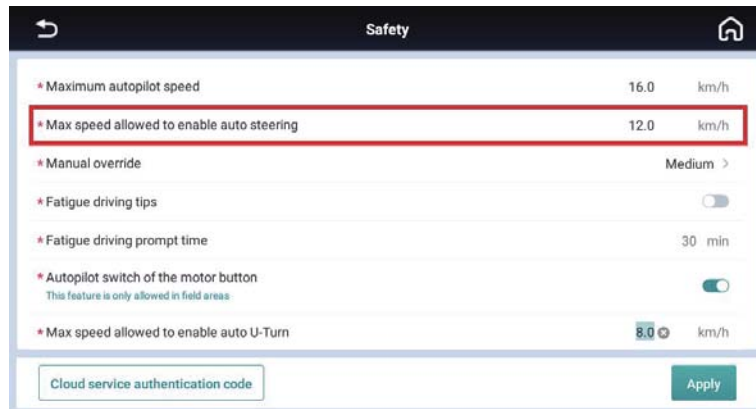 Safety
* Maximum autopilot speed 16.0 km/h
* Max speed allowed to enable auto steering 12.0 km/h
* Manual override Medium >
* Fatigue driving tips
* Fatigue driving prompt time 30 min
* Autopilot switch of the motor button
This feature is only allowed in field areas
* Max speed allowed to enable auto U-Turn 8.0 km/h
Cloud service authentication code Apply